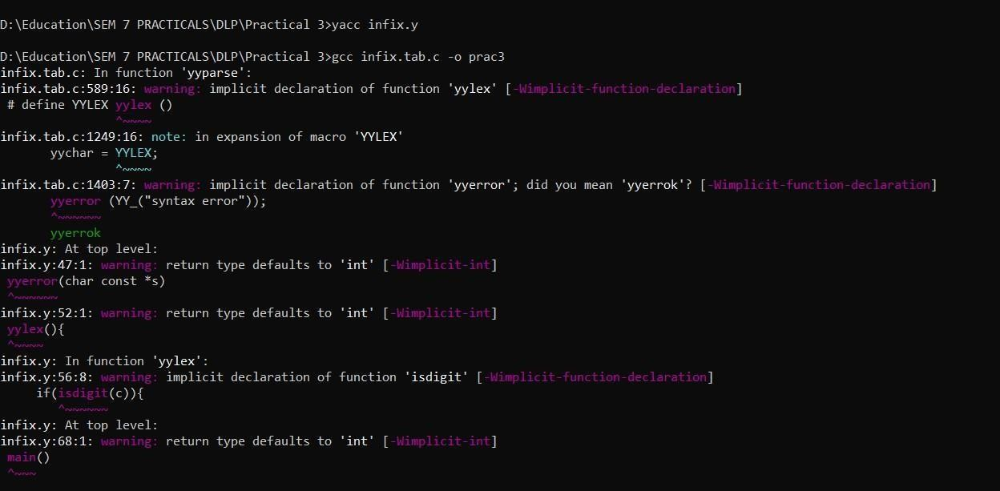 D:\Education\SEM 7 PRACTICALS\DLP\Practical 3>yacc infix.y
D:\Education\SEM 7 PRACTICALS\DLP\Practical 3>gcc infix.tab.c -o prac3
infix.tab.c: In function 'yyparse':
infix.tab.c:589:16: warning: implicit declaration of function 'yylex' [-Wimplicit-function-declaration]
 # define YYLEX yylex ()
                ^~~~~
infix.tab.c:1249:16: note: in expansion of macro 'YYLEX'
       yychar = YYLEX;
                ^~~~~
infix.tab.c:1403:7: warning: implicit declaration of function 'yyerror'; did you mean 'yyerrok'? [-Wimplicit-function-declaration]
       yyerror (YY_("syntax error"));
       ^~~~~~~
       yyerrok
infix.y: At top level:
infix.y:47:1: warning: return type defaults to 'int' [-Wimplicit-int]
 yyerror(char const *s)
 ^~~~~~~
infix.y:52:1: warning: return type defaults to 'int' [-Wimplicit-int]
 yylex(){
 ^~~~~
infix.y: In function 'yylex':
infix.y:56:8: warning: implicit declaration of function 'isdigit' [-Wimplicit-function-declaration]
     if(isdigit(c)){
        ^~~~~~~
infix.y: At top level:
infix.y:68:1: warning: return type defaults to 'int' [-Wimplicit-int]
 main()
 ^~~~